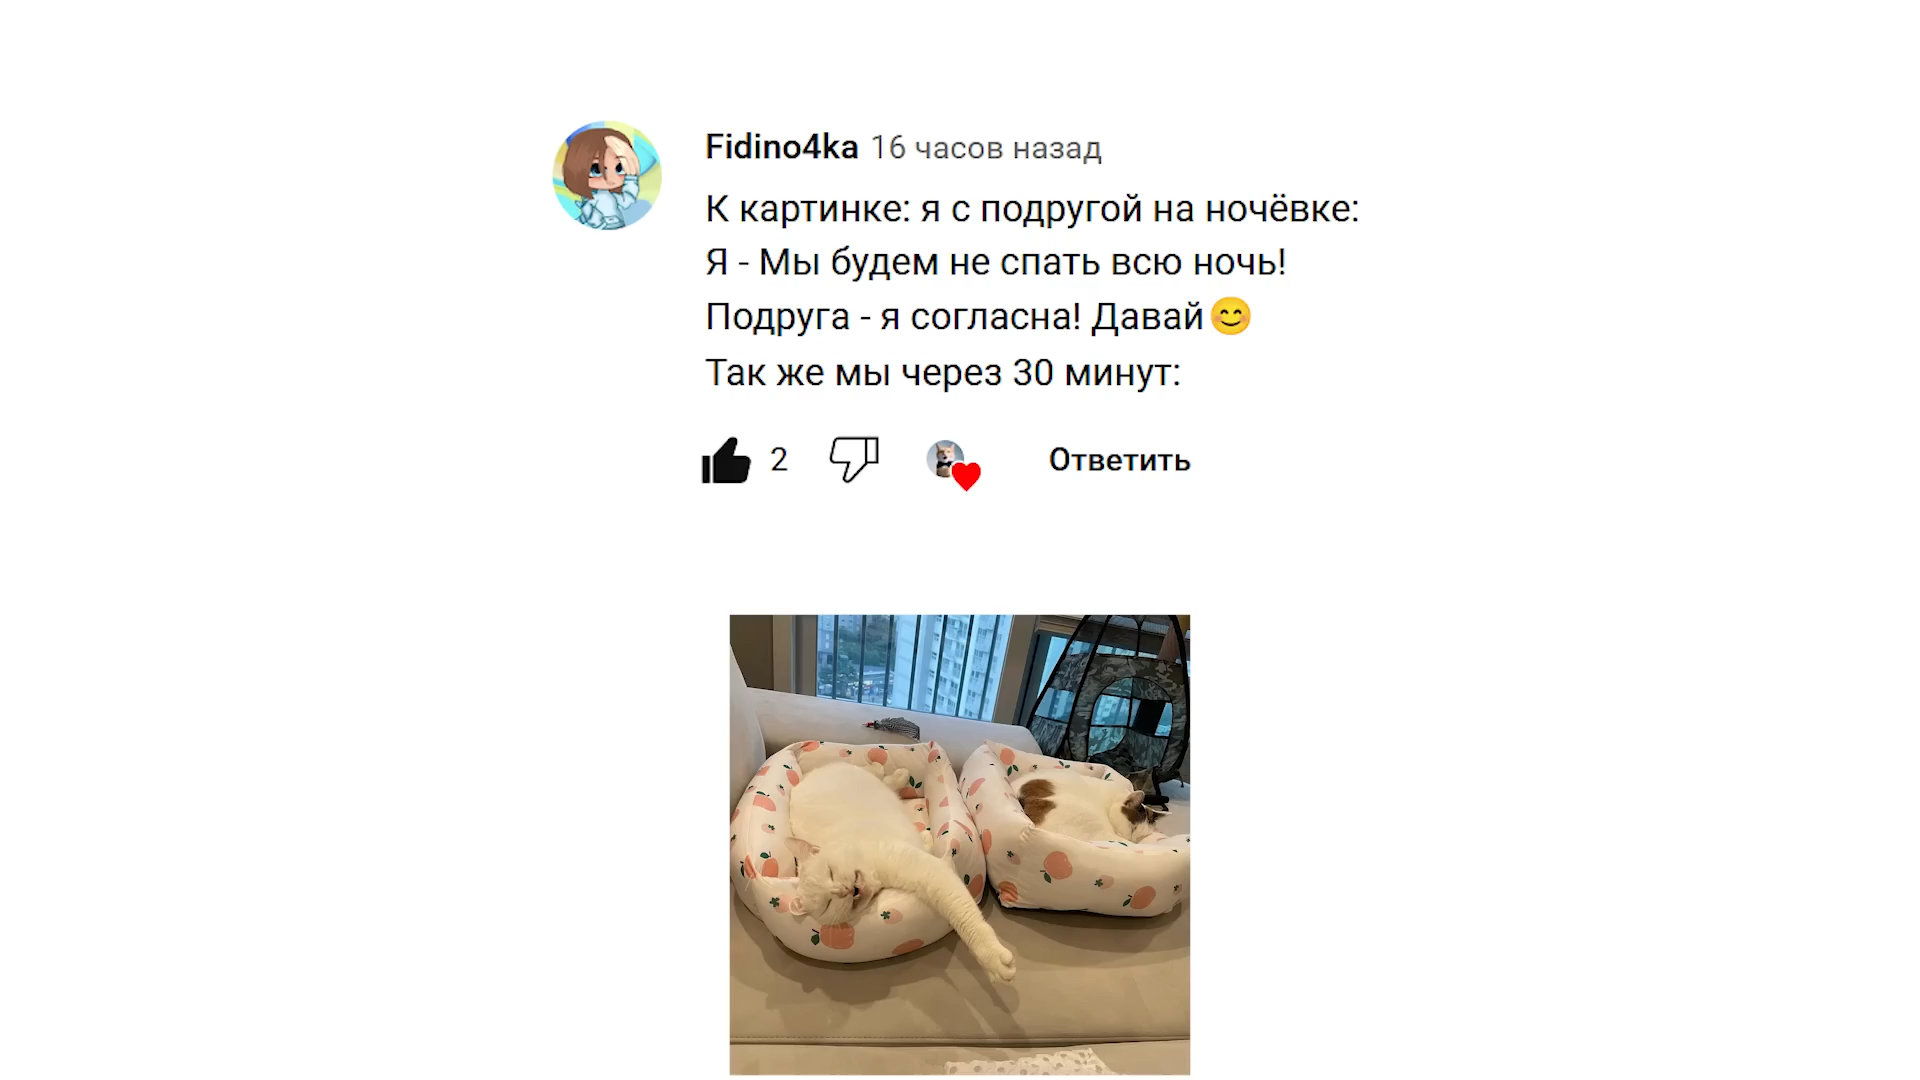 Fidino4ka 16 часов назад
К картинке: я с подругой на ночёвке:
Я - Мы будем не спать всю ночь!
Подруга - я согласна! Давай😊
Так же мы через 30 минут:
2 Ответить